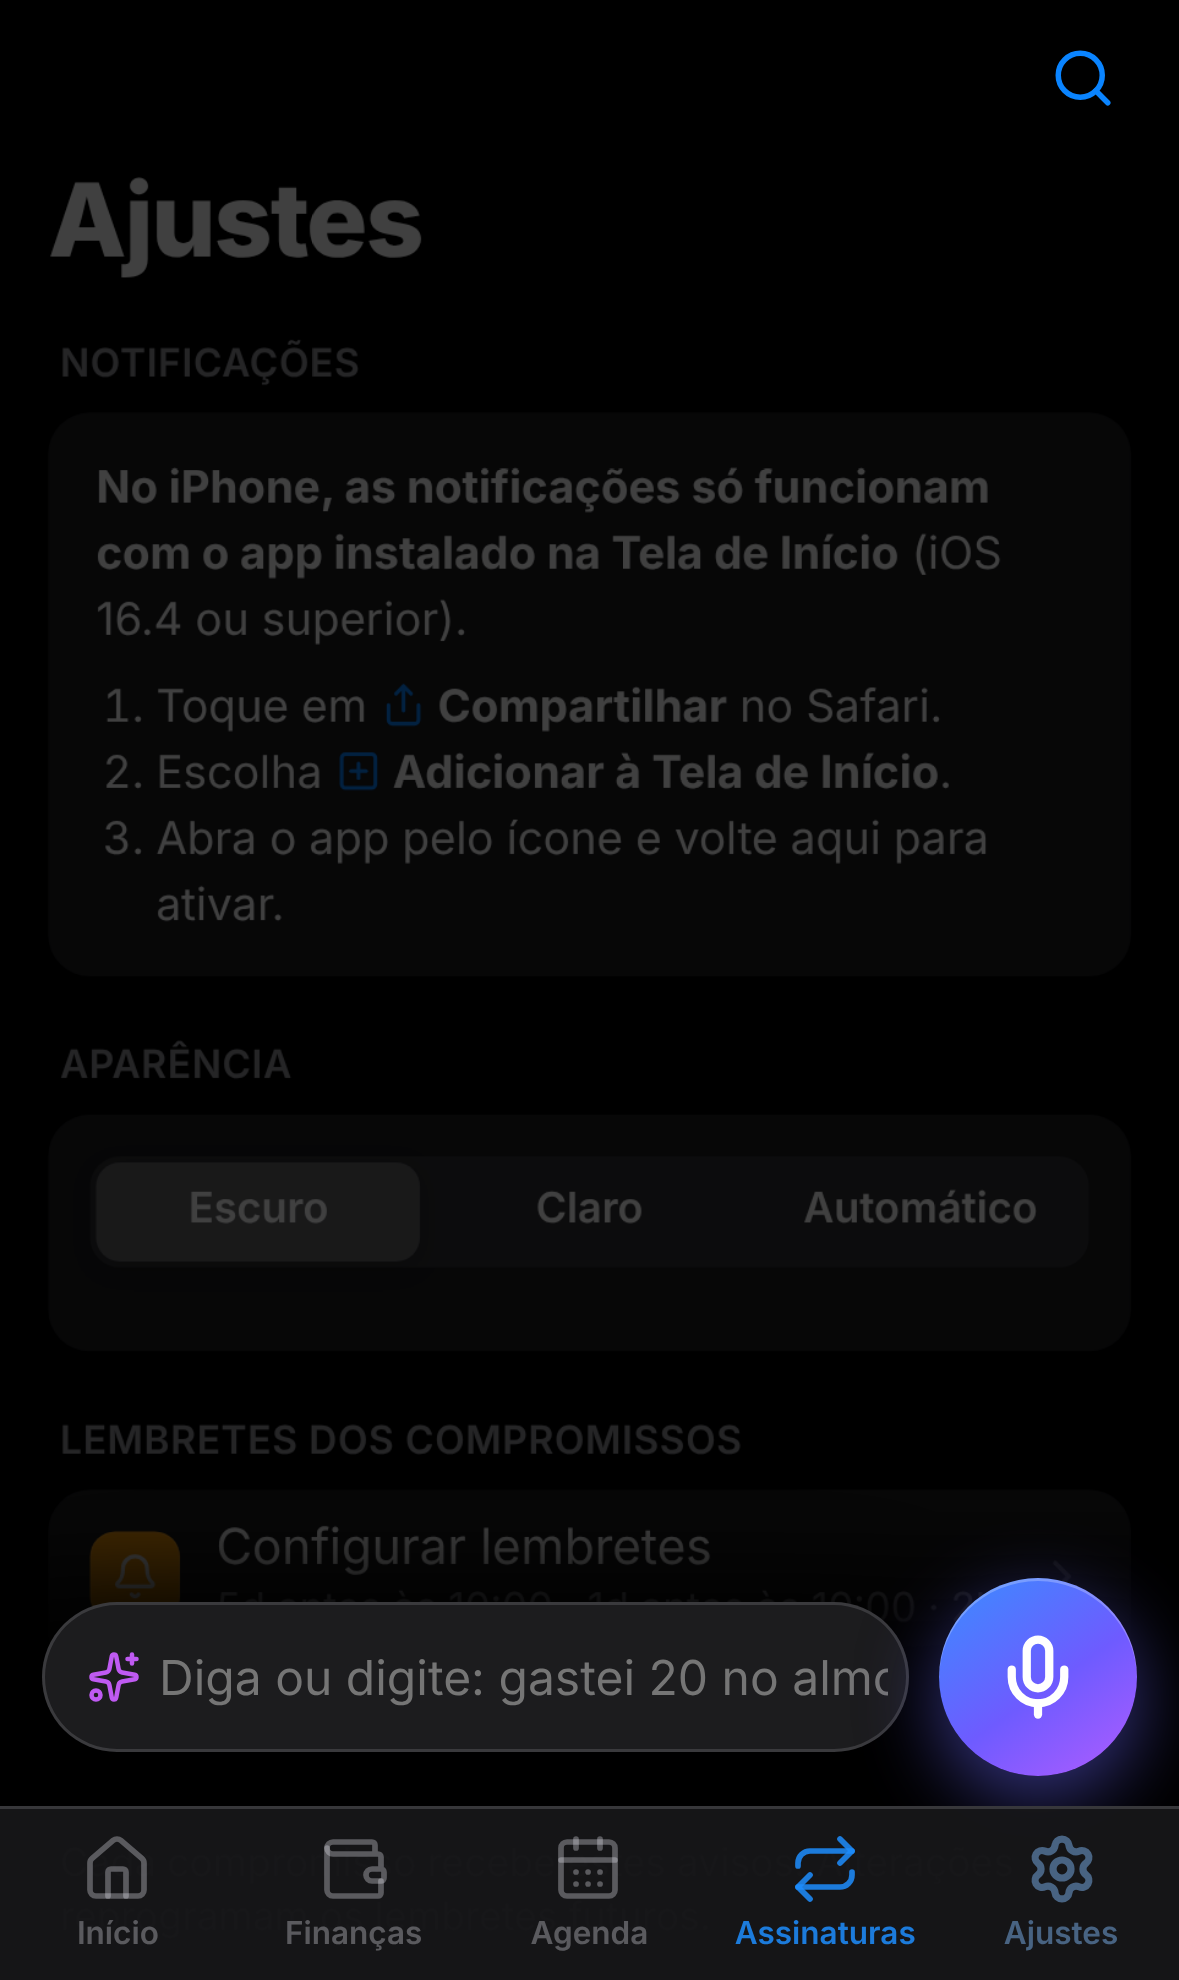 Ajustes
NOTIFICAÇÕES
No iPhone, as notificações só funcionam
com o app instalado na Tela de Início (iOS
16.4 ou superior).
1. Toque em Compartilhar no Safari.
2. Escolha Adicionar à Tela de Início.
3. Abra o app pelo ícone e volte aqui para
ativar.
APARÊNCIA
Escuro Claro Automático
LEMBRETES DOS COMPROMISSOS
Configurar lembretes
Diga ou digite: gastei 20 no almo
Início Finanças Agenda Assinaturas Ajustes